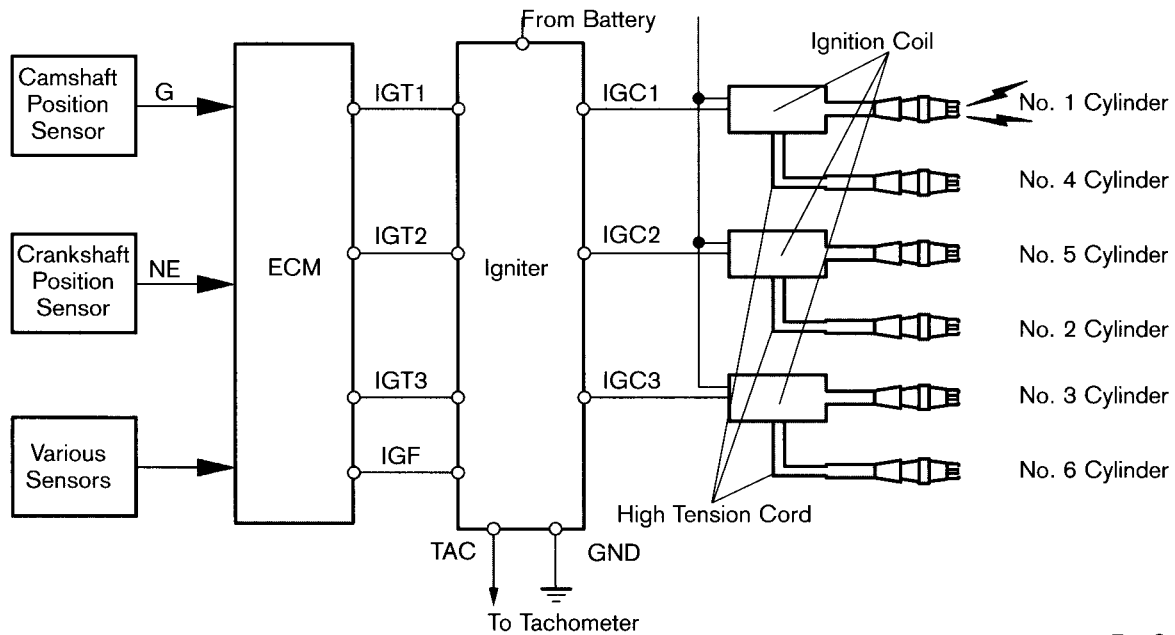 From Battery
Ignition Coil
Camshaft
Position
Sensor
G
IGT1
IGC1
No. 1 Cylinder
No. 4 Cylinder
Crankshaft
Position
Sensor
NE
ECM
IGT2
Igniter
IGC2
No. 5 Cylinder
No. 2 Cylinder
IGT3
IGC3
No. 3 Cylinder
Various
Sensors
IGF
No. 6 Cylinder
High Tension Cord
TAC
GND
To Tachometer